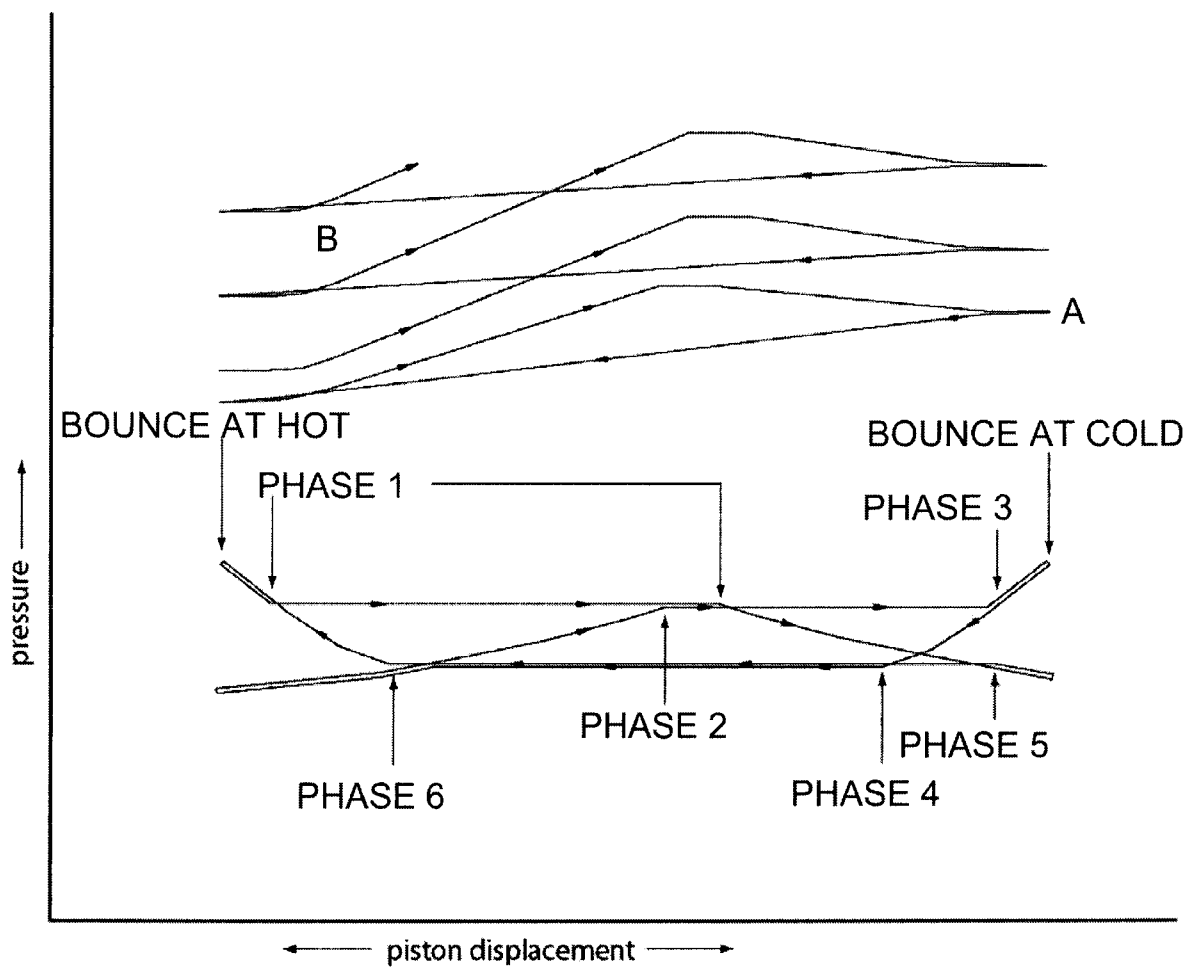 B
A
BOUNCE AT HOT
BOUNCE AT COLD
PHASE 1
PHASE 3
PHASE 2
PHASE 5
PHASE 6
PHASE 4
pressure
piston displacement